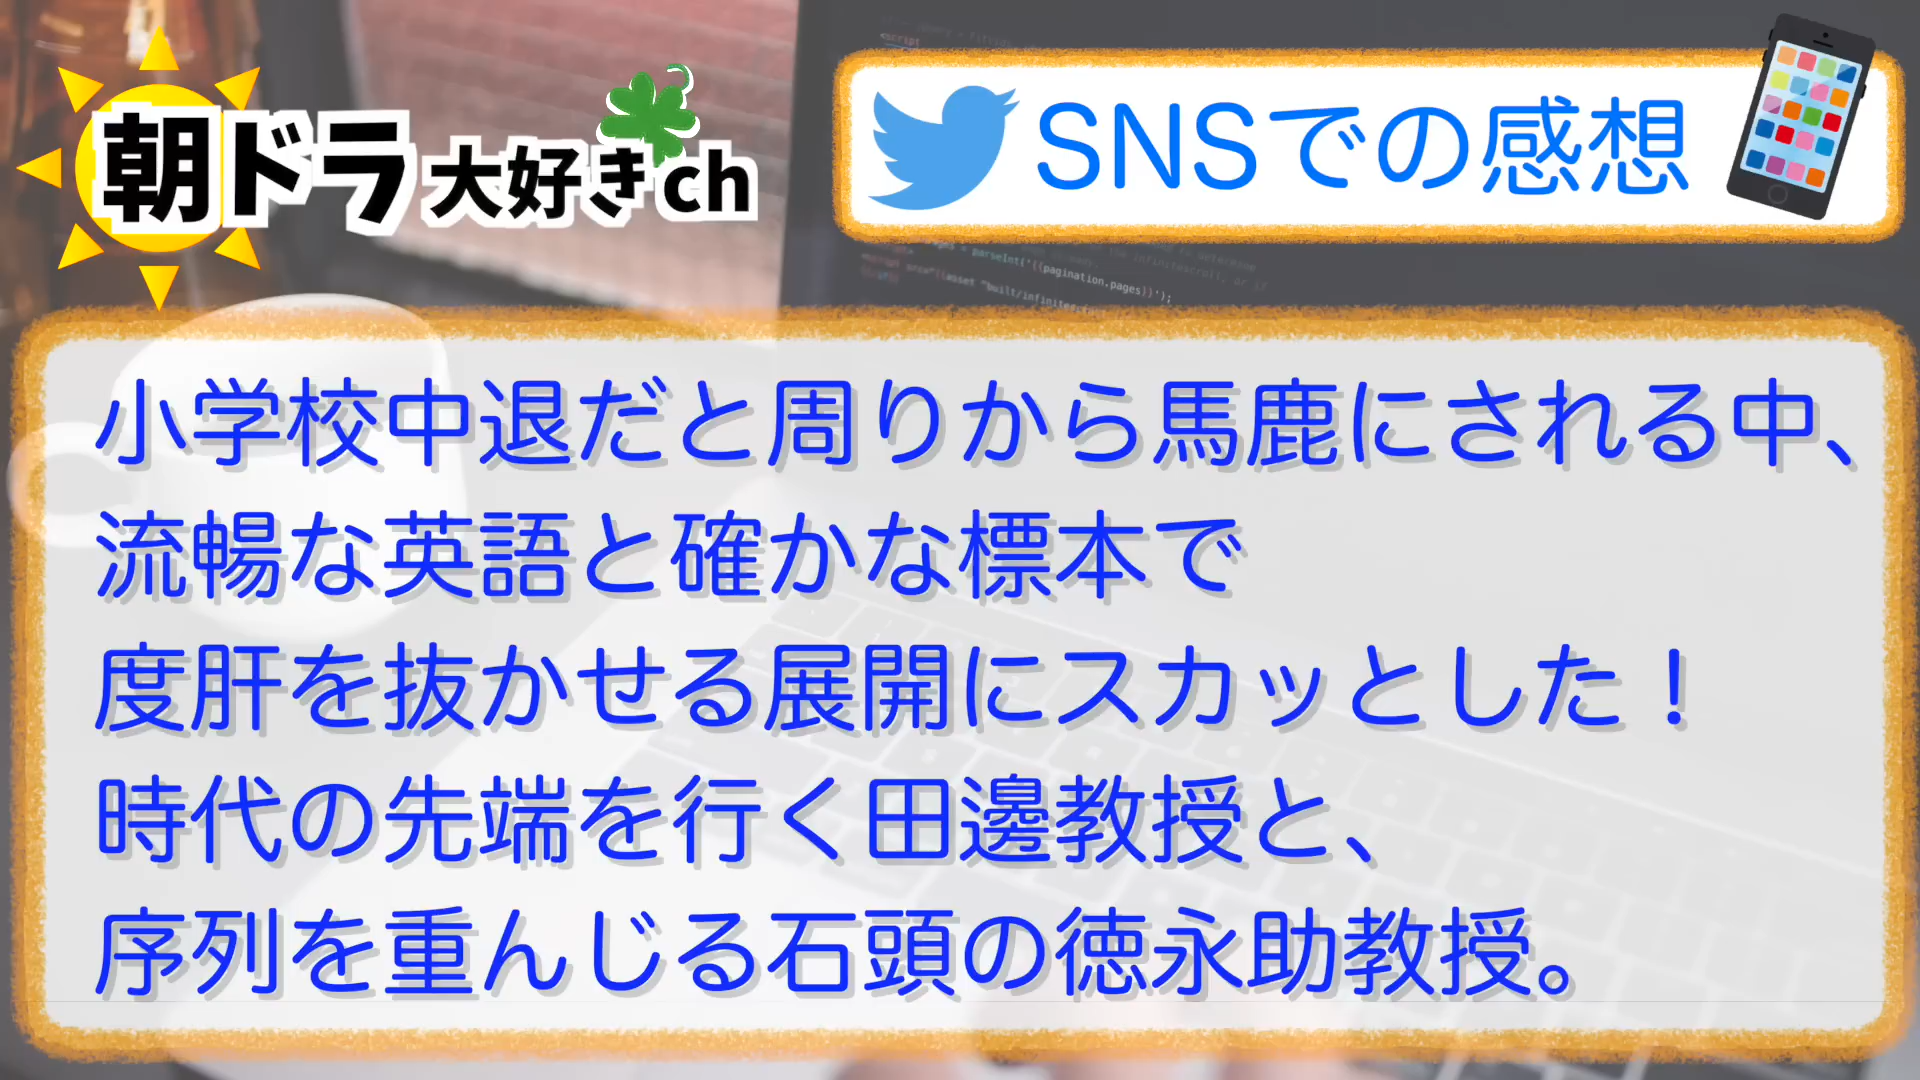 朝ドラ大好きch
SNSでの感想
小学校中退だと周りから馬鹿にされる中、
流暢な英語と確かな標本で
度肝を抜かせる展開にスカッとした！
時代の先端を行く田邊教授と、
序列を重んじる石頭の徳永助教授。
parseInt('{{pagination.pages}}');